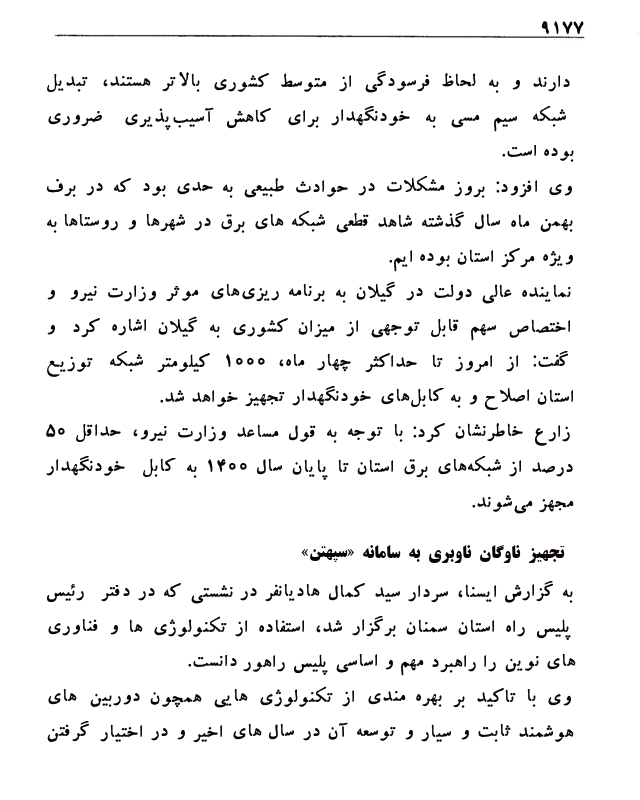 ۹۱۷۷
دارند و به لحاظ فرسودگی از متوسط کشوری بالاتر هستند، تبدیل
شبکه سیم مسی به خودنگهدار برای کاهش آسیب‌پذیری ضروری
بوده است.
وی افزود: بروز مشکلات در حوادث طبیعی به حدی بود که در برف
بهمن ماه سال گذشته شاهد قطعی شبکه های برق در شهرها و روستاها به
ویژه مرکز استان بوده ایم.
نماینده عالی دولت در گیلان به برنامه ریزی‌های موثر وزارت نیرو و
اختصاص سهم قابل توجهی از میزان کشوری به گیلان اشاره کرد و
گفت: از امروز تا حداکثر چهار ماه، ۱۰۰۰ کیلومتر شبکه توزیع
استان اصلاح و به کابل‌های خودنگهدار تجهیز خواهد شد.
زارع خاطرنشان کرد: با توجه به قول مساعد وزارت نیرو، حداقل ۵۰
درصد از شبکه‌های برق استان تا پایان سال ۱۴۰۰ به کابل خودنگهدار
مجهز می‌شوند.
تجهیز ناوگان ناوبری به سامانه «سپهتن»
به گزارش ایسنا، سردار سید کمال هادیانفر در نشستی که در دفتر رئیس
پلیس راه استان سمنان برگزار شد، استفاده از تکنولوژی ها و فناوری
های نوین را راهبرد مهم و اساسی پلیس راهور دانست.
وی با تاکید بر بهره مندی از تکنولوژی هایی همچون دوربین های
هوشمند ثابت و سیار و توسعه آن در سال های اخیر و در اختیار گرفتن